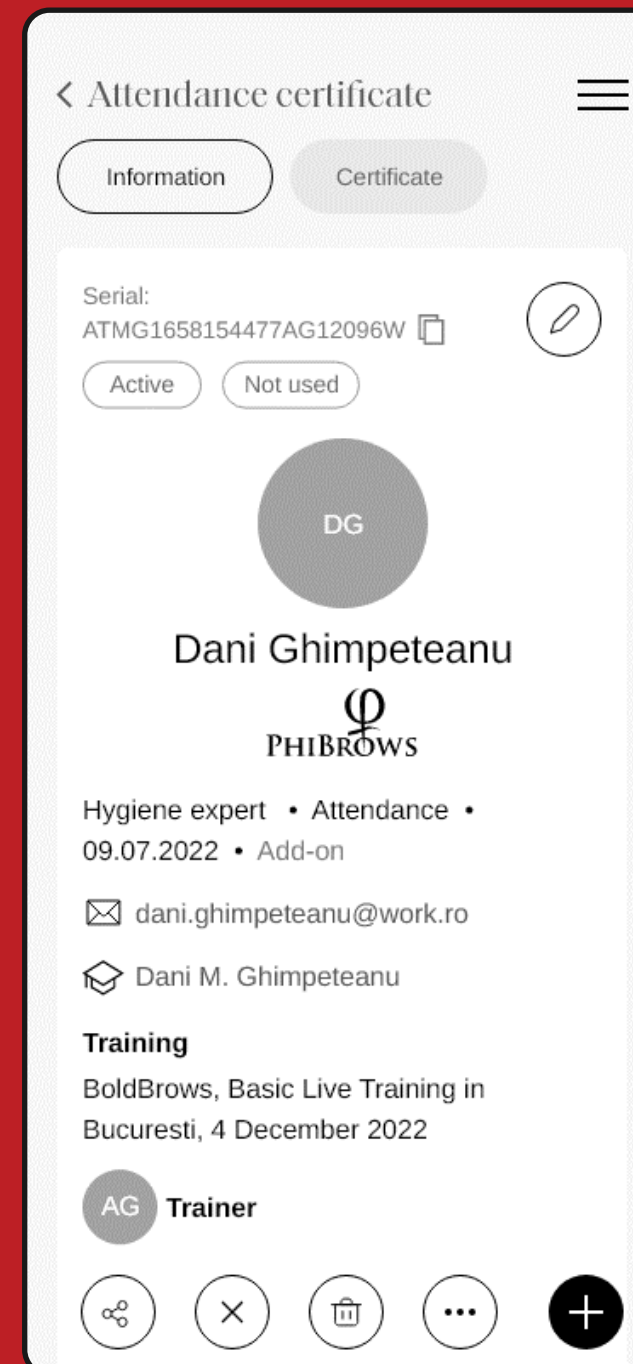 Attendance certificate
Information
Certificate
Serial:
ATMG1658154477AG12096W
Active
Not used
DG
Dani Ghimpeteanu
φ
PHIBROWS
Hygiene expert • Attendance •
09.07.2022 • Add-on
dani.ghimpeteanu@work.ro
Dani M. Ghimpeteanu
Training
BoldBrows, Basic Live Training in
Bucuresti, 4 December 2022
AG
Trainer